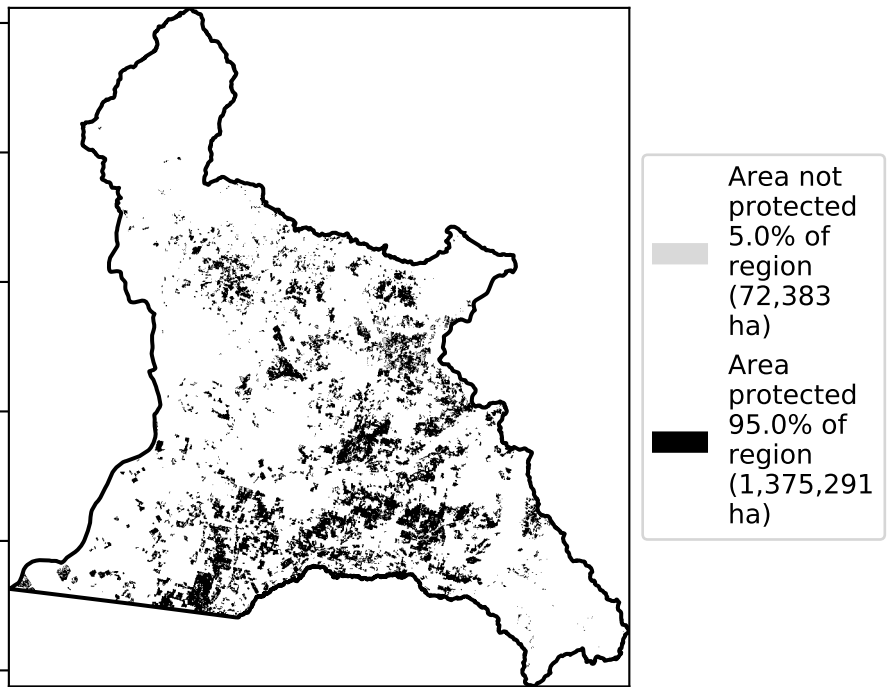 Area not
protected
5.0% of
region
(72,383
ha)
Area
protected
95.0% of
region
(1,375,291
ha)